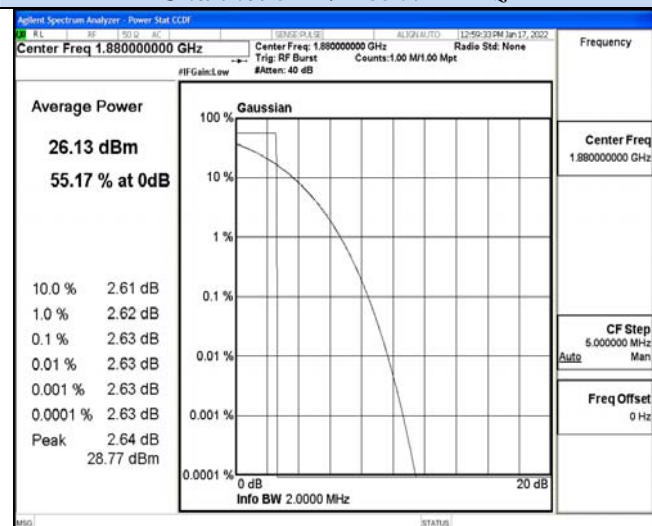 Agilent Spectrum Analyzer - Power Stat CCDF
RL RF 50 Ω AC SENSE:PULSE ALIGN AUTO 12:59:33 PM Jan 17, 2022
Center Freq 1.880000000 GHz
Center Freq: 1.880000000 GHz Radio Std: None
Trig: RF Burst Counts:1.00 M/1.00 Mpt
#IFGain:Low #Atten: 40 dB
Frequency
Average Power
26.13 dBm
55.17 % at 0dB
10.0 % 2.61 dB
1.0 % 2.62 dB
0.1 % 2.63 dB
0.01 % 2.63 dB
0.001 % 2.63 dB
0.0001 % 2.63 dB
Peak 2.64 dB
28.77 dBm
Gaussian
100 %
10 %
1 %
0.1 %
0.01 %
0.001 %
0.0001 %
0 dB 20 dB
Info BW 2.0000 MHz
Center Freq
1.880000000 GHz
CF Step
5.000000 MHz
Auto Man
Freq Offset
0 Hz
MSG STATUS